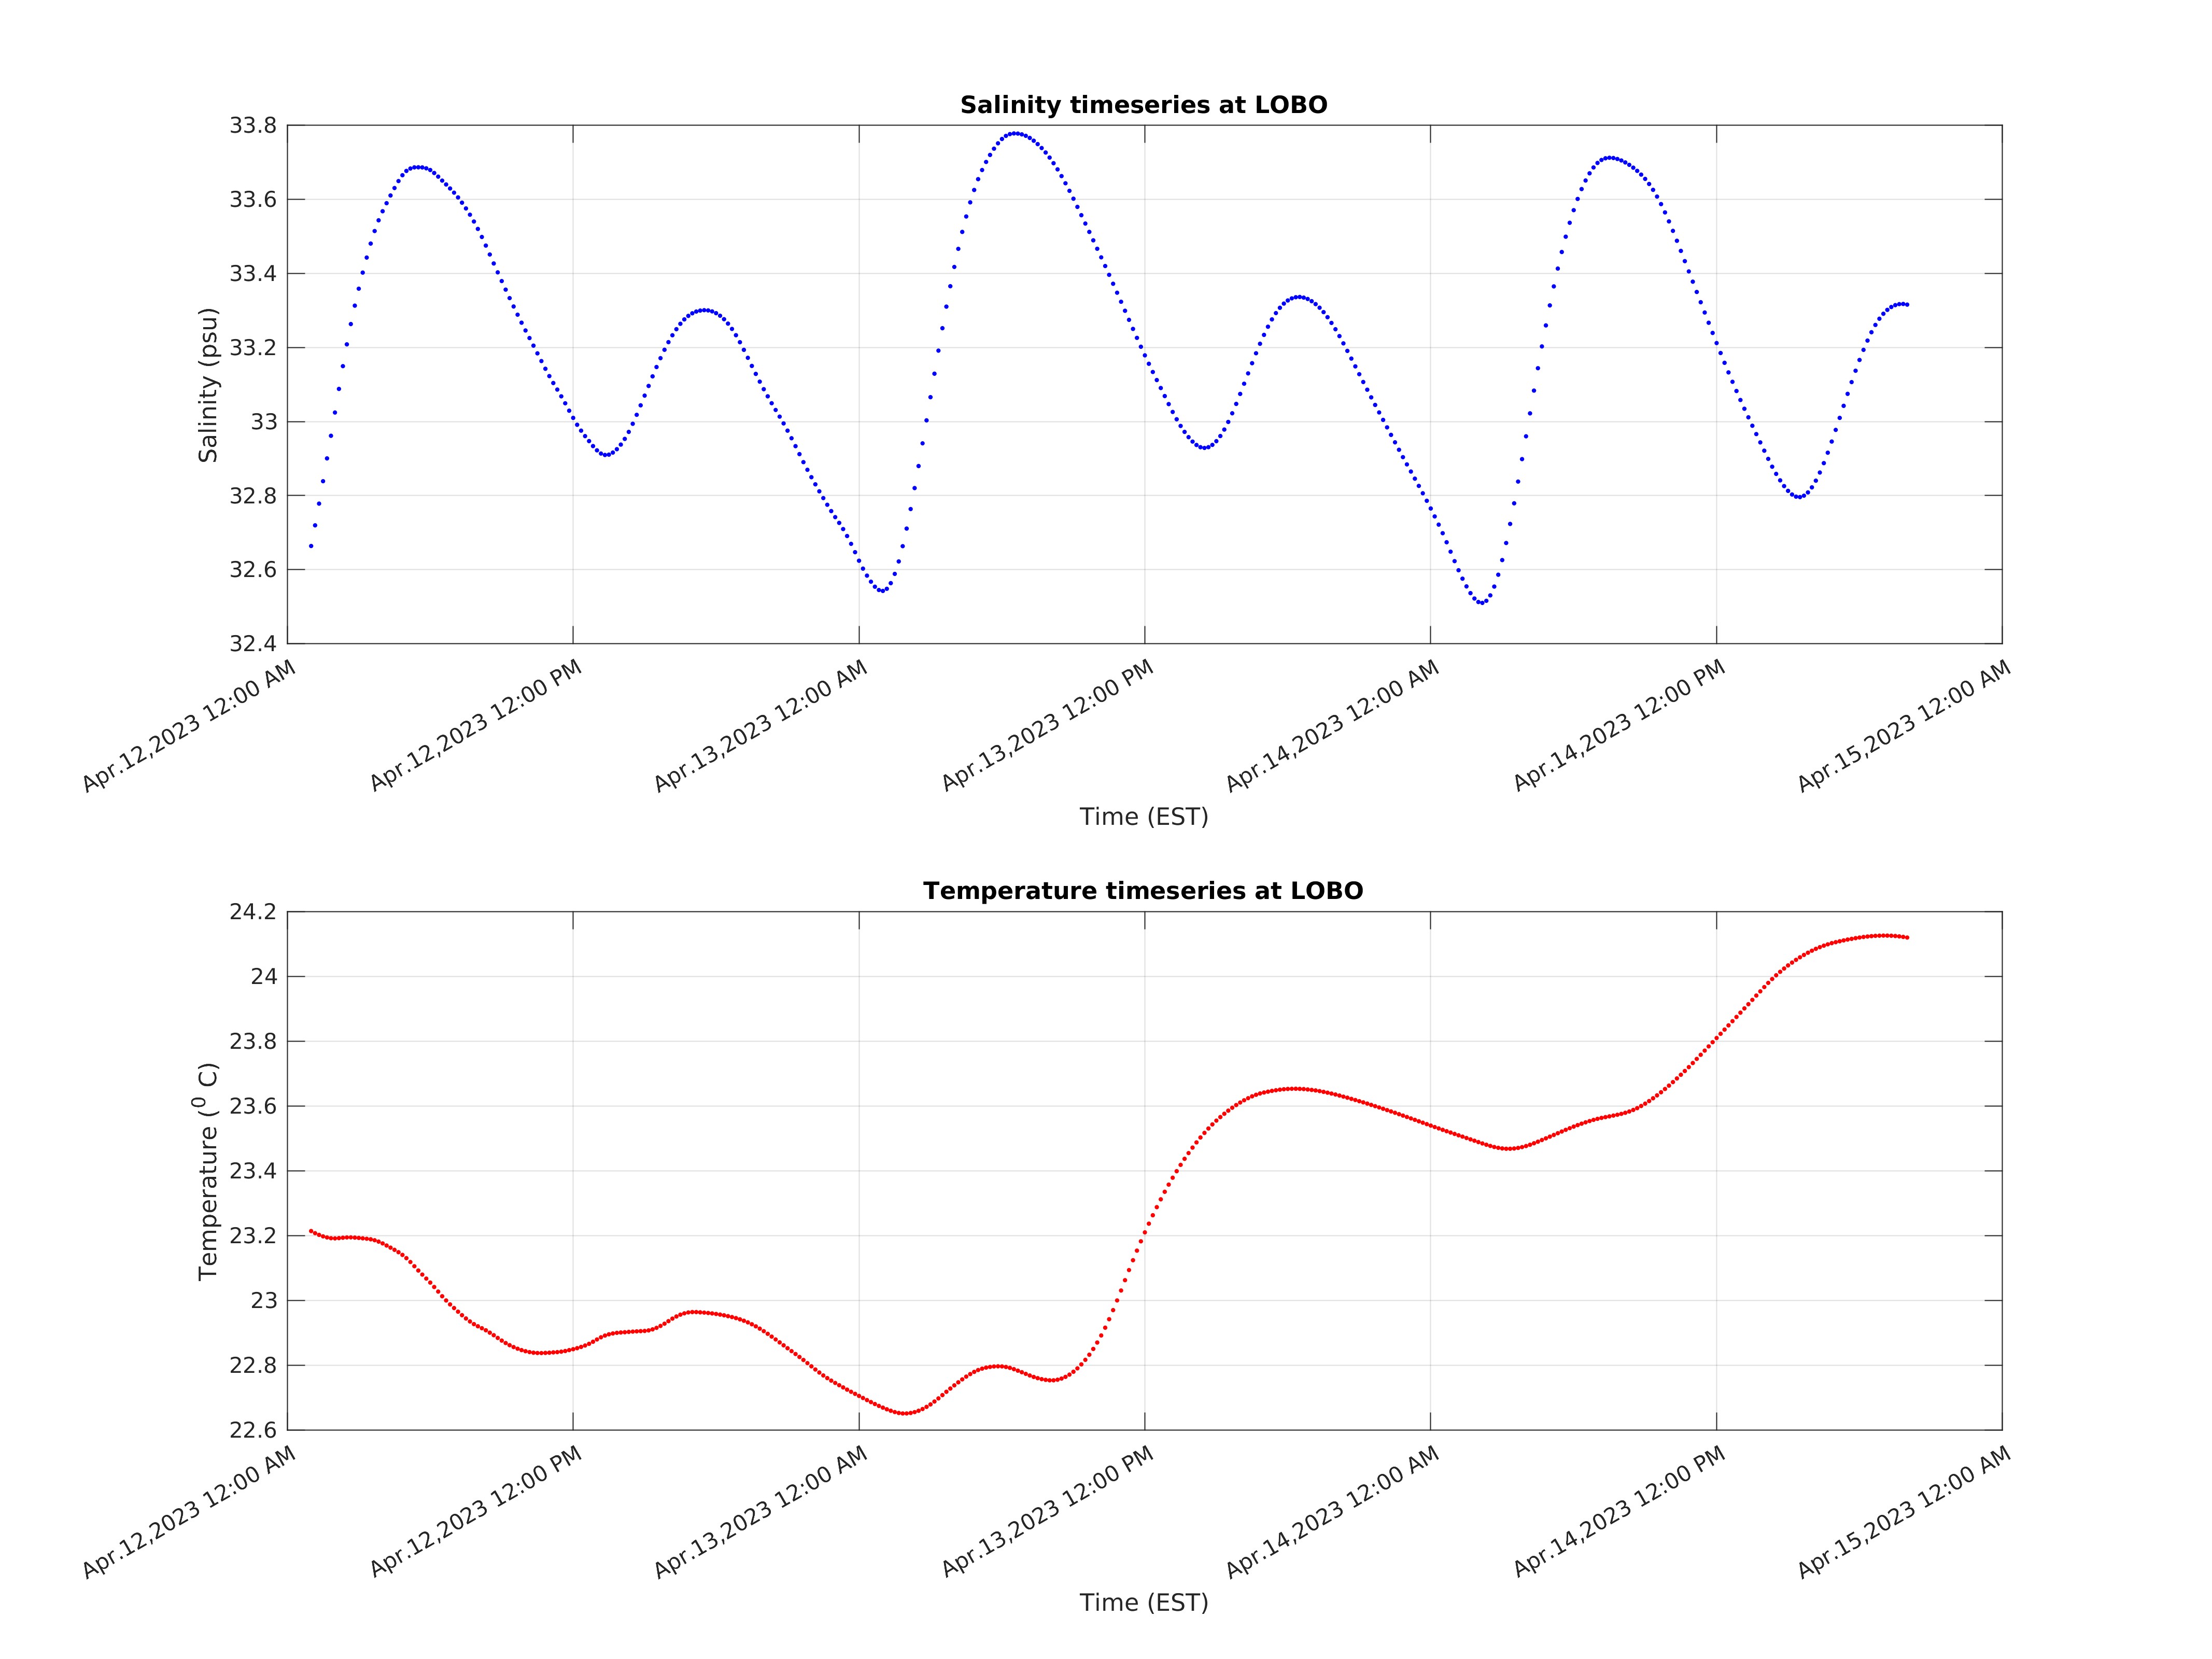 Salinity timeseries at LOBO
33.8
33.6
33.4
33.2
33
32.8
32.6
32.4
Salinity (psu)
Apr.12,2023 12:00 AM
Apr.12,2023 12:00 PM
Apr.13,2023 12:00 AM
Apr.13,2023 12:00 PM
Apr.14,2023 12:00 AM
Apr.14,2023 12:00 PM
Apr.15,2023 12:00 AM
Time (EST)
Temperature timeseries at LOBO
24.2
24
23.8
23.6
23.4
23.2
23
22.8
22.6
Temperature (⁰ C)
Apr.12,2023 12:00 AM
Apr.12,2023 12:00 PM
Apr.13,2023 12:00 AM
Apr.13,2023 12:00 PM
Apr.14,2023 12:00 AM
Apr.14,2023 12:00 PM
Apr.15,2023 12:00 AM
Time (EST)